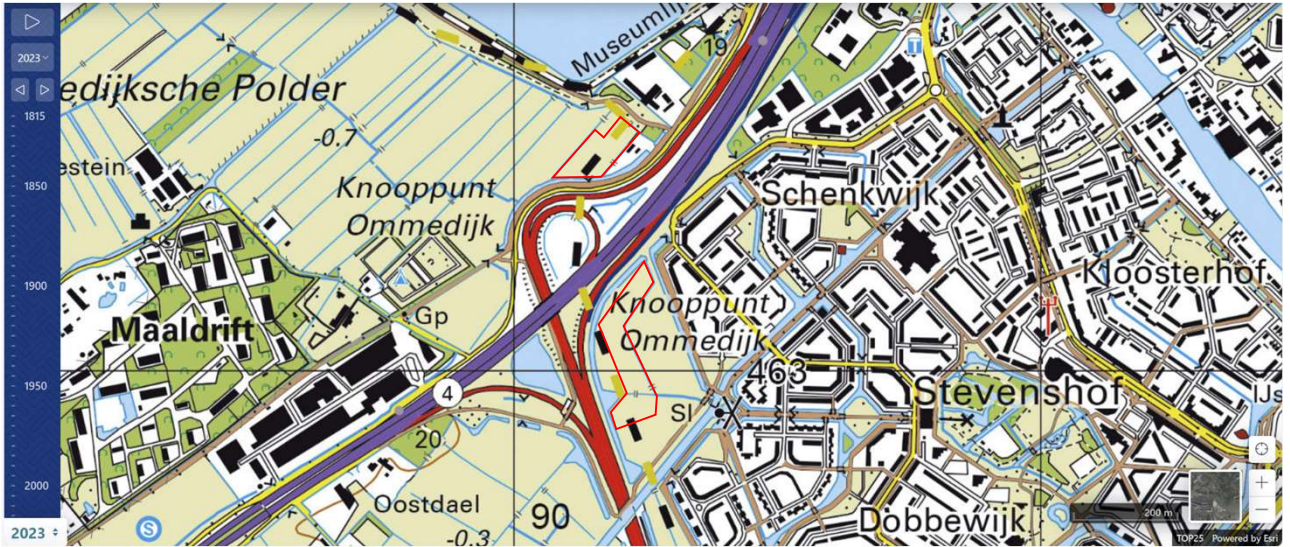 2023
1815
1850
1900
1950
2000
2023
edijksche Polder
-0.7
estein
Museumlij
19
Knooppunt
Ommedijk
Maaldrift
Gp
4
20
Oostdael
-0.3
90
Knooppunt
Ommedijk
463
Sl
Schenkwijk
Kloosterhof
Stevenshof
IJs
Dobbewijk
S
200 m
TOP25 Powered by Esri